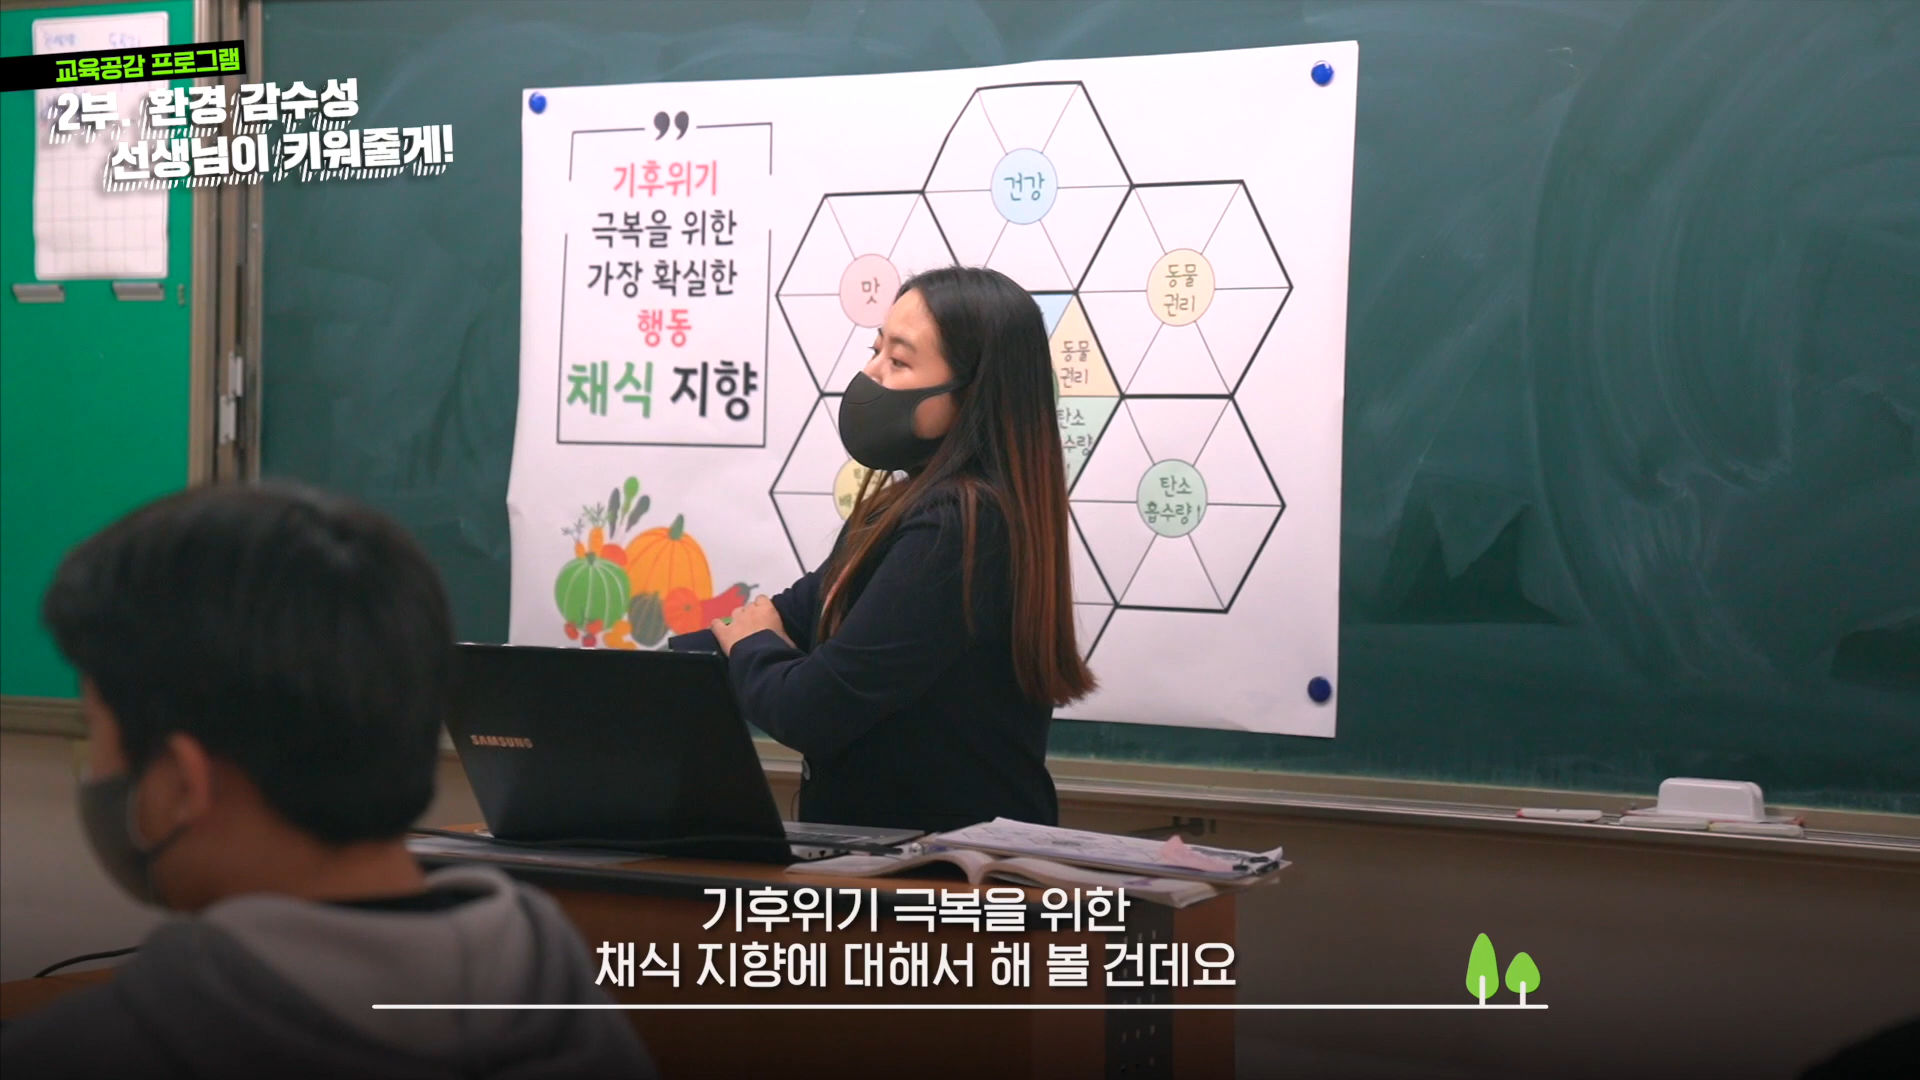 교육공감 프로그램
2부. 환경 감수성
선생님이 키워줄게!
기후위기
극복을 위한
가장 확실한
행동
채식 지향
건강
맛
동물
권리
동물
권리
탄소
수량
탄소
흡수량↑
SAMSUNG
기후위기 극복을 위한
채식 지향에 대해서 해 볼 건데요